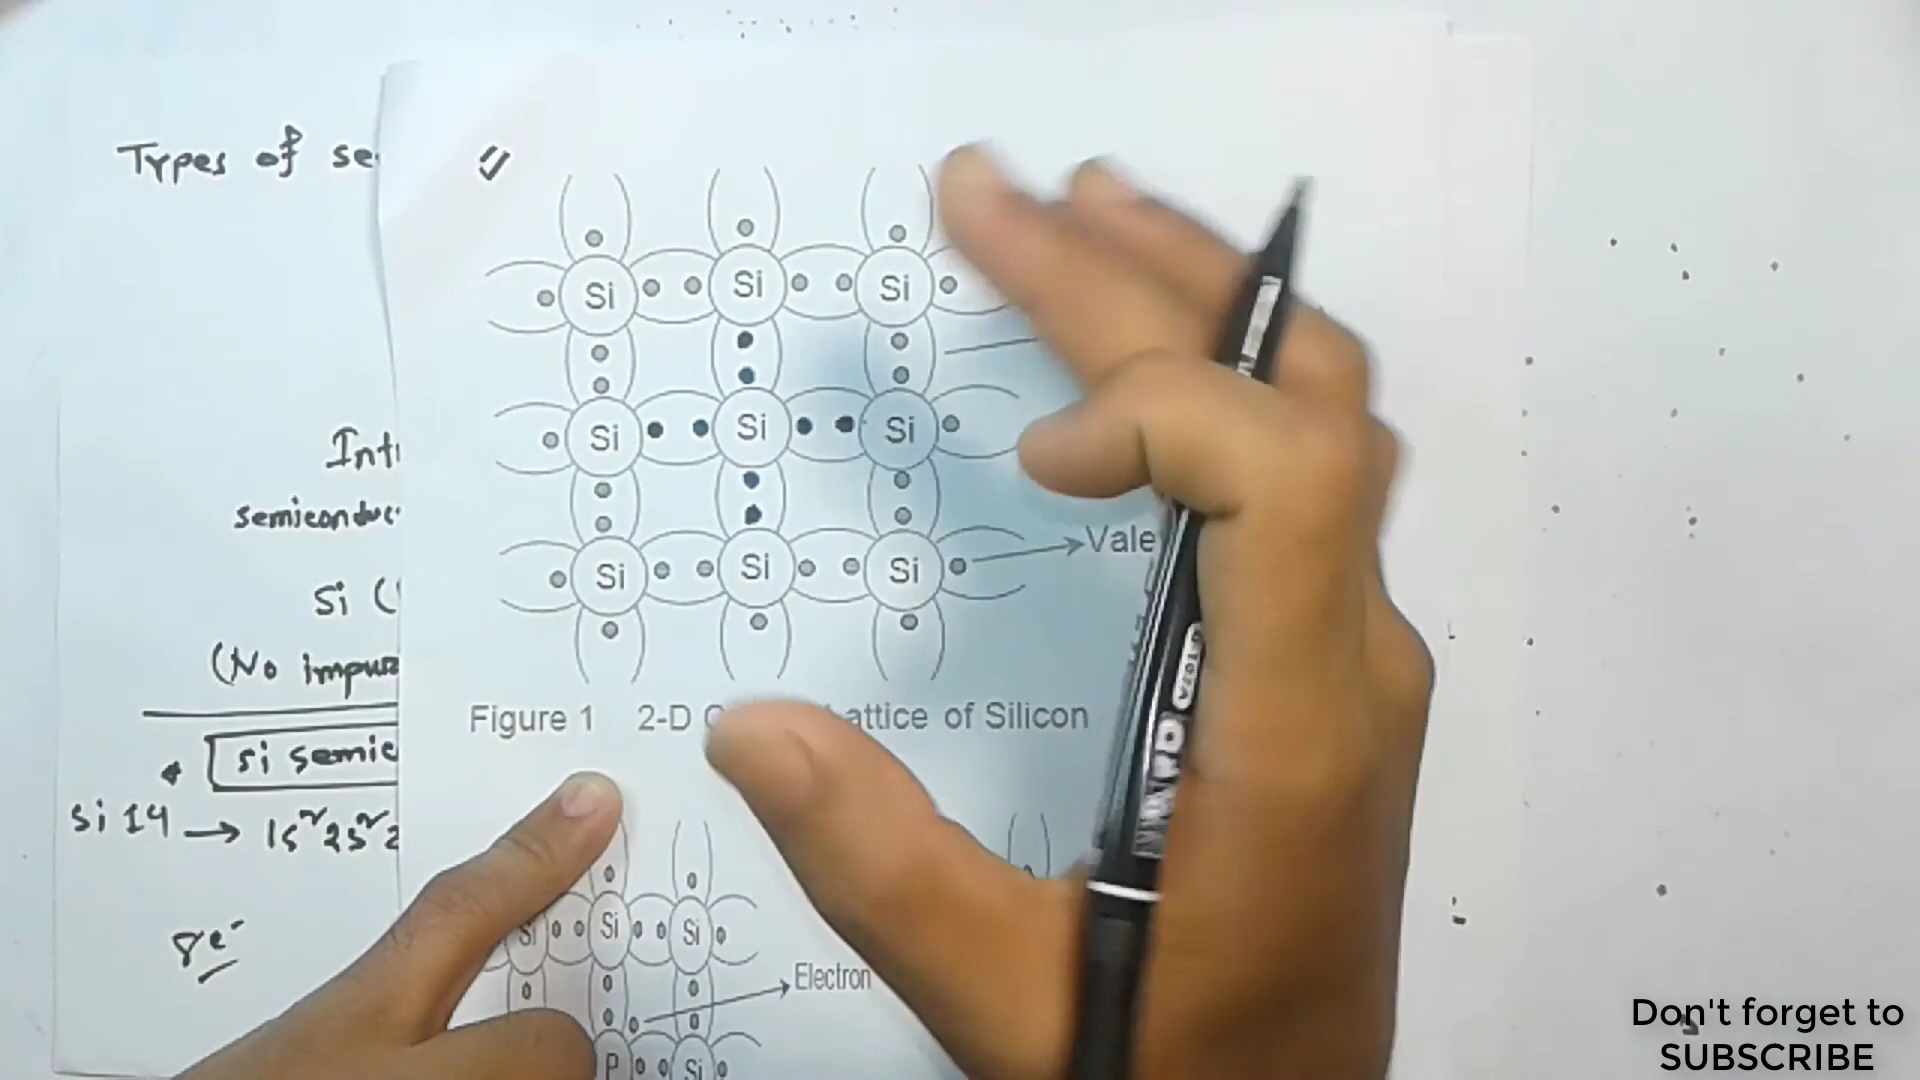 Types of se
Int
semiconduc
Si (
(No impur
si semic
Si 14 → 1s² 2s² 2
8e⁻
Si Si Si
Si Si Si
Si Si Si
Vale
Figure 1 2-D C attice of Silicon
Si Si Si
Electron
P Si
Don't forget to
SUBSCRIBE